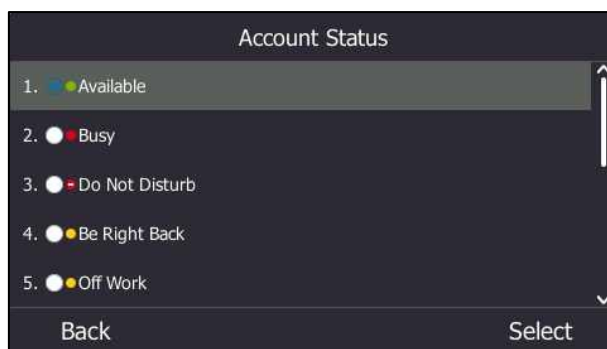 Account Status
1. Available
2. Busy
3. Do Not Disturb
4. Be Right Back
5. Off Work
Back Select